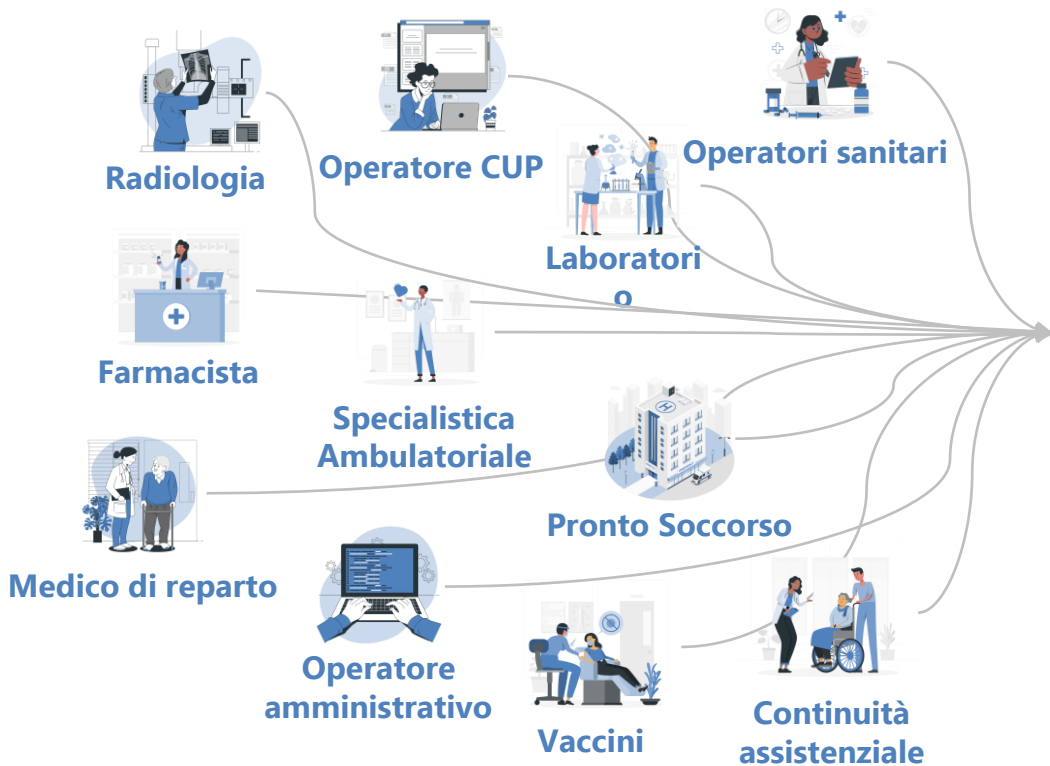 Radiologia
Operatore CUP
Operatori sanitari
Laboratori
o
Farmacista
Specialistica
Ambulatoriale
Pronto Soccorso
Medico di reparto
Operatore
amministrativo
Vaccini
Continuità
assistenziale